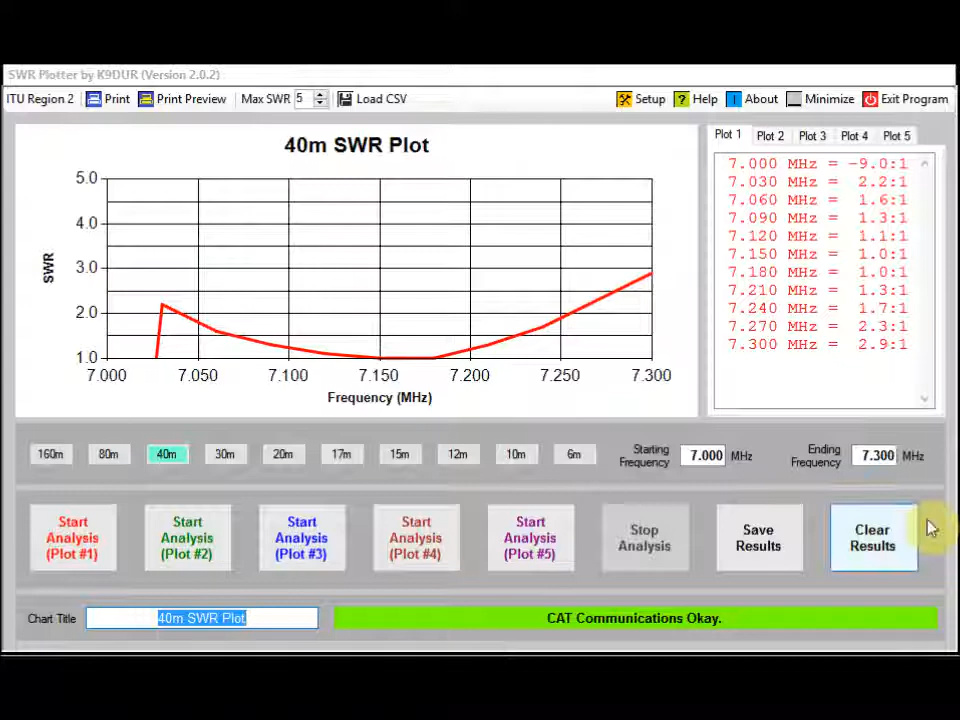 SWR Plotter by K9DUR (Version 2.0.2)
ITU Region 2 Print Print Preview Max SWR 5 Load CSV Setup Help About Minimize Exit Program
40m SWR Plot
5.0
4.0
3.0
2.0
1.0
SWR
7.000 7.050 7.100 7.150 7.200 7.250 7.300
Frequency (MHz)
Plot 1 Plot 2 Plot 3 Plot 4 Plot 5
7.000 MHz = -9.0:1
7.030 MHz = 2.2:1
7.060 MHz = 1.6:1
7.090 MHz = 1.3:1
7.120 MHz = 1.1:1
7.150 MHz = 1.0:1
7.180 MHz = 1.0:1
7.210 MHz = 1.3:1
7.240 MHz = 1.7:1
7.270 MHz = 2.3:1
7.300 MHz = 2.9:1
160m 80m 40m 30m 20m 17m 15m 12m 10m 6m
Starting
Frequency
7.000 MHz
Ending
Frequency
7.300 MHz
Start
Analysis
(Plot #1)
Start
Analysis
(Plot #2)
Start
Analysis
(Plot #3)
Start
Analysis
(Plot #4)
Start
Analysis
(Plot #5)
Stop
Analysis
Save
Results
Clear
Results
Chart Title 40m SWR Plot CAT Communications Okay.